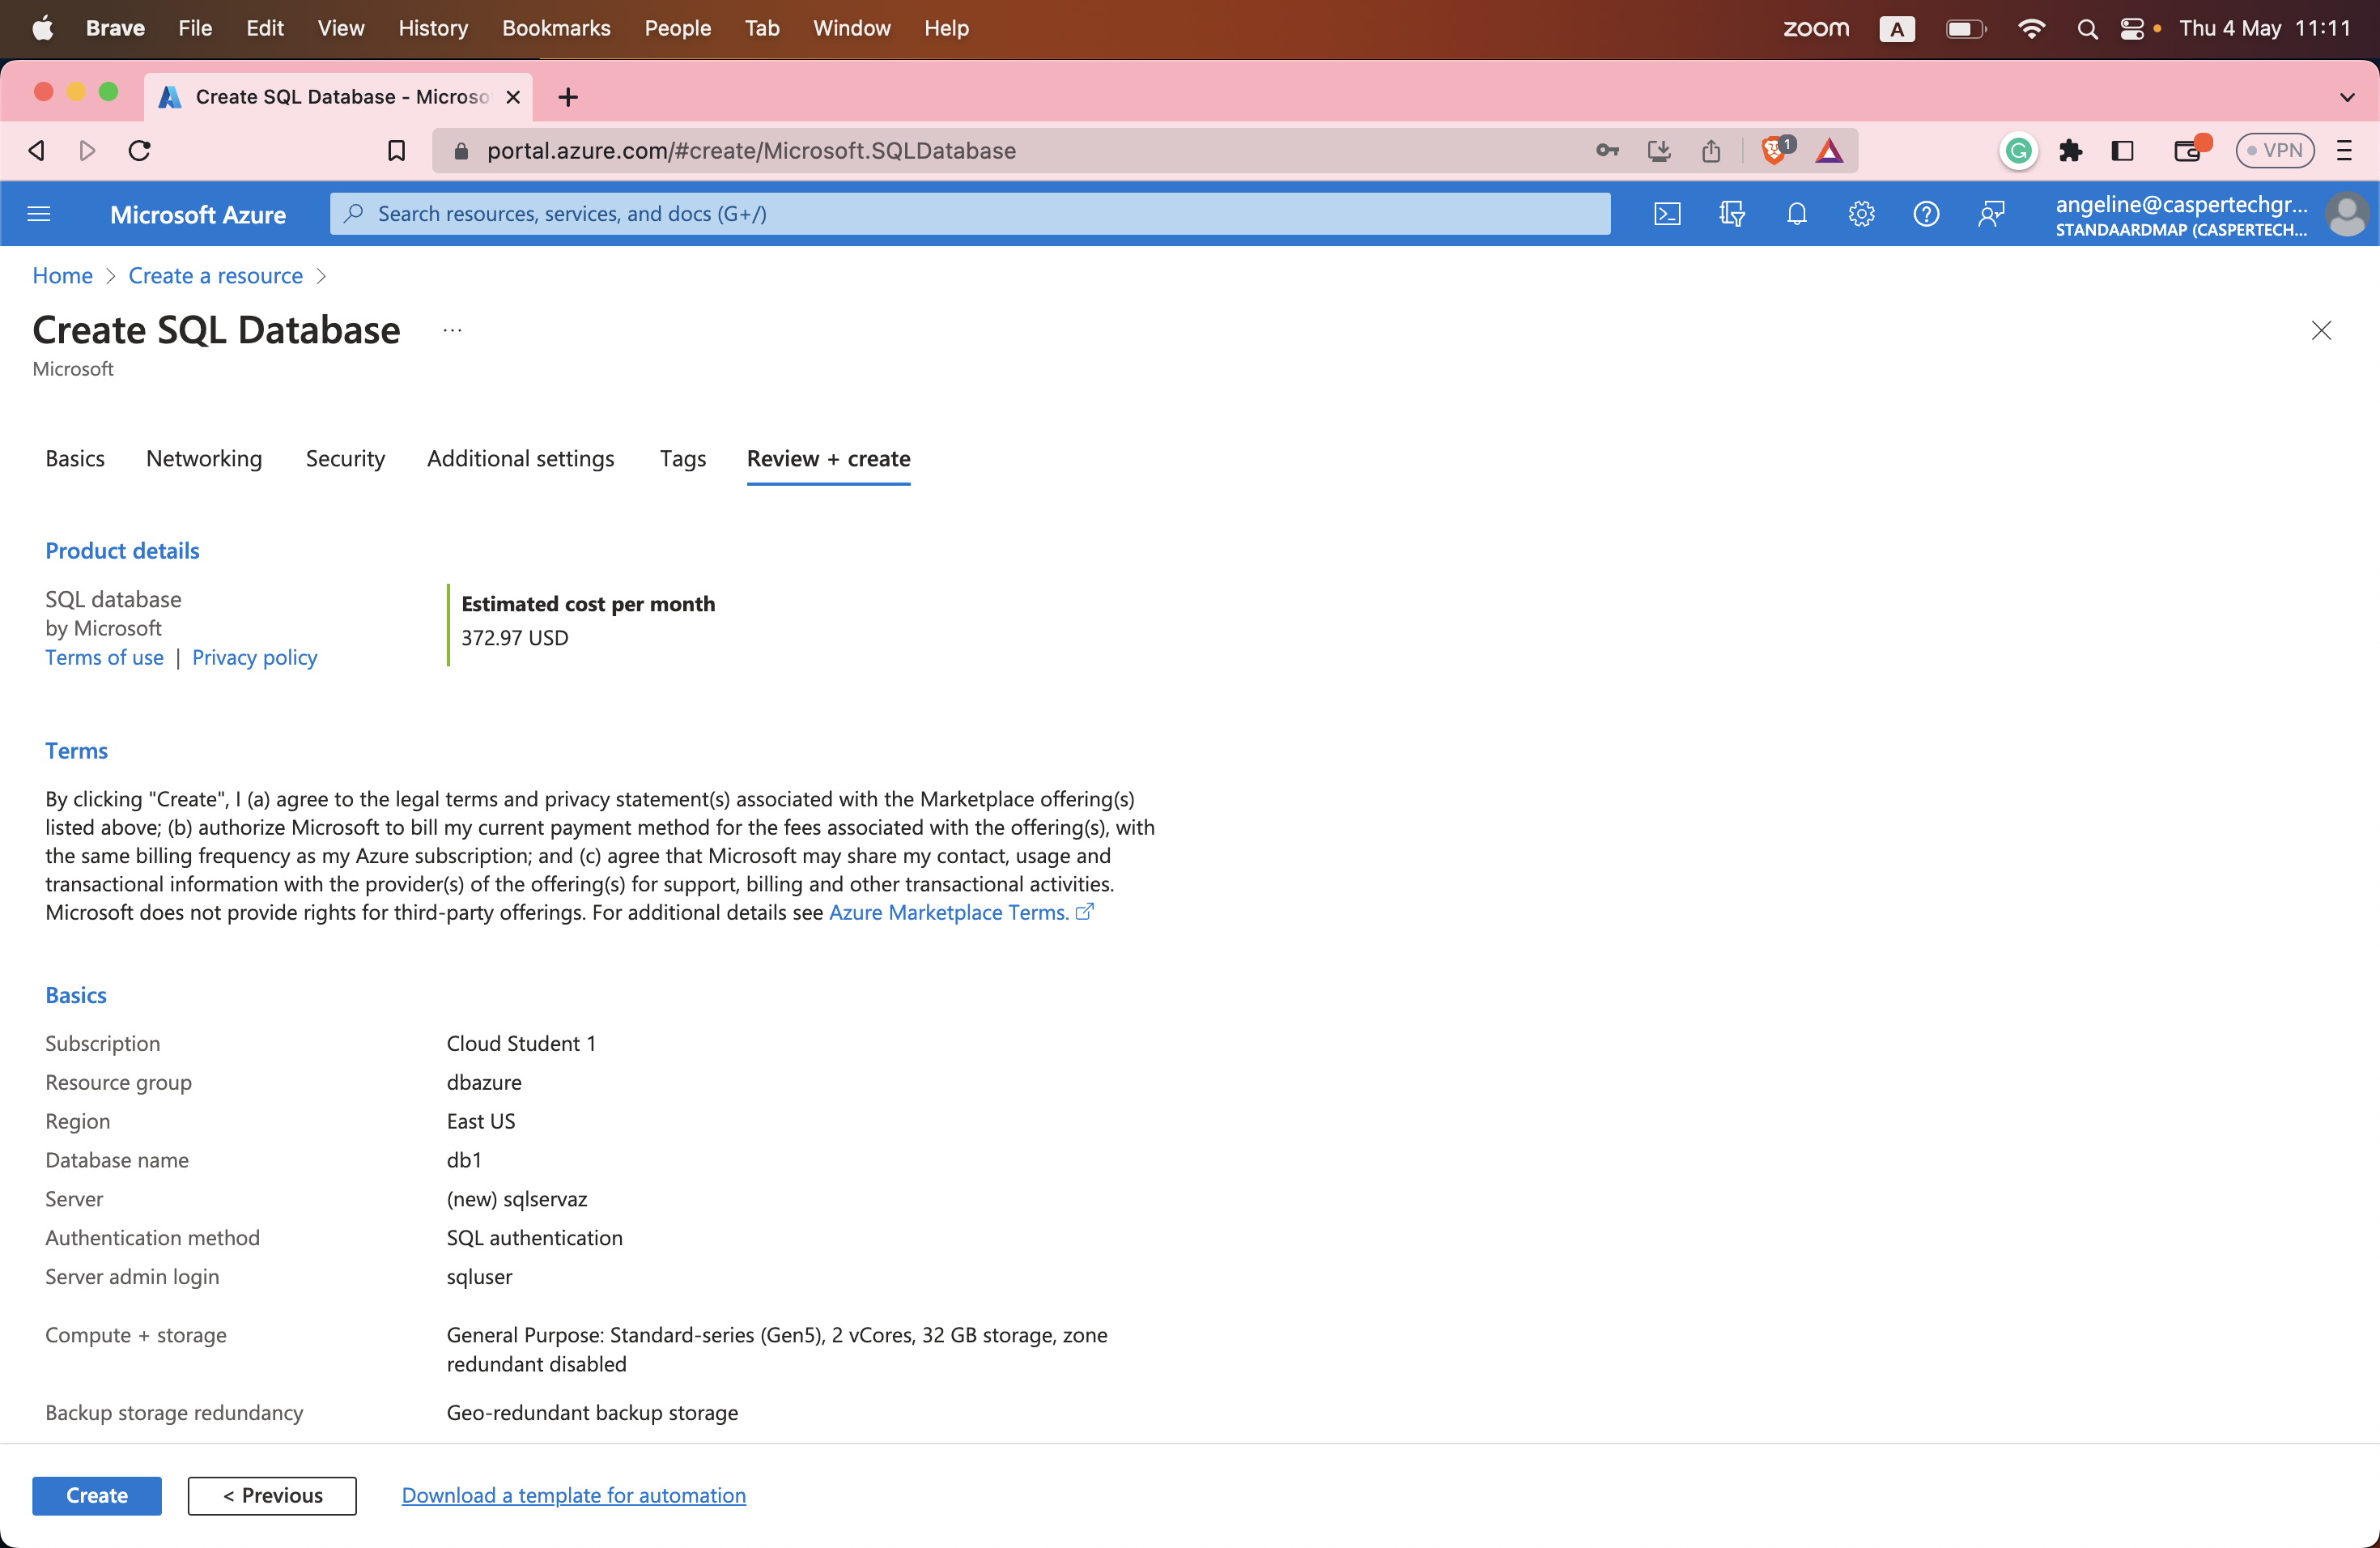 Brave File Edit View History Bookmarks People Tab Window Help zoom A Thu 4 May 11:11
Create SQL Database - Microso
portal.azure.com/#create/Microsoft.SQLDatabase 1 VPN
Microsoft Azure Search resources, services, and docs (G+/) angeline@caspertechgr...
STANDAARDMAP (CASPERTECH...
Home > Create a resource >
Create SQL Database ...
Microsoft
Basics Networking Security Additional settings Tags Review + create
Product details
SQL database
by Microsoft
Terms of use | Privacy policy
Estimated cost per month
372.97 USD
Terms
By clicking "Create", I (a) agree to the legal terms and privacy statement(s) associated with the Marketplace offering(s)
listed above; (b) authorize Microsoft to bill my current payment method for the fees associated with the offering(s), with
the same billing frequency as my Azure subscription; and (c) agree that Microsoft may share my contact, usage and
transactional information with the provider(s) of the offering(s) for support, billing and other transactional activities.
Microsoft does not provide rights for third-party offerings. For additional details see Azure Marketplace Terms.
Basics
Subscription Cloud Student 1
Resource group dbazure
Region East US
Database name db1
Server (new) sqlservaz
Authentication method SQL authentication
Server admin login sqluser
Compute + storage General Purpose: Standard-series (Gen5), 2 vCores, 32 GB storage, zone
redundant disabled
Backup storage redundancy Geo-redundant backup storage
Create < Previous Download a template for automation